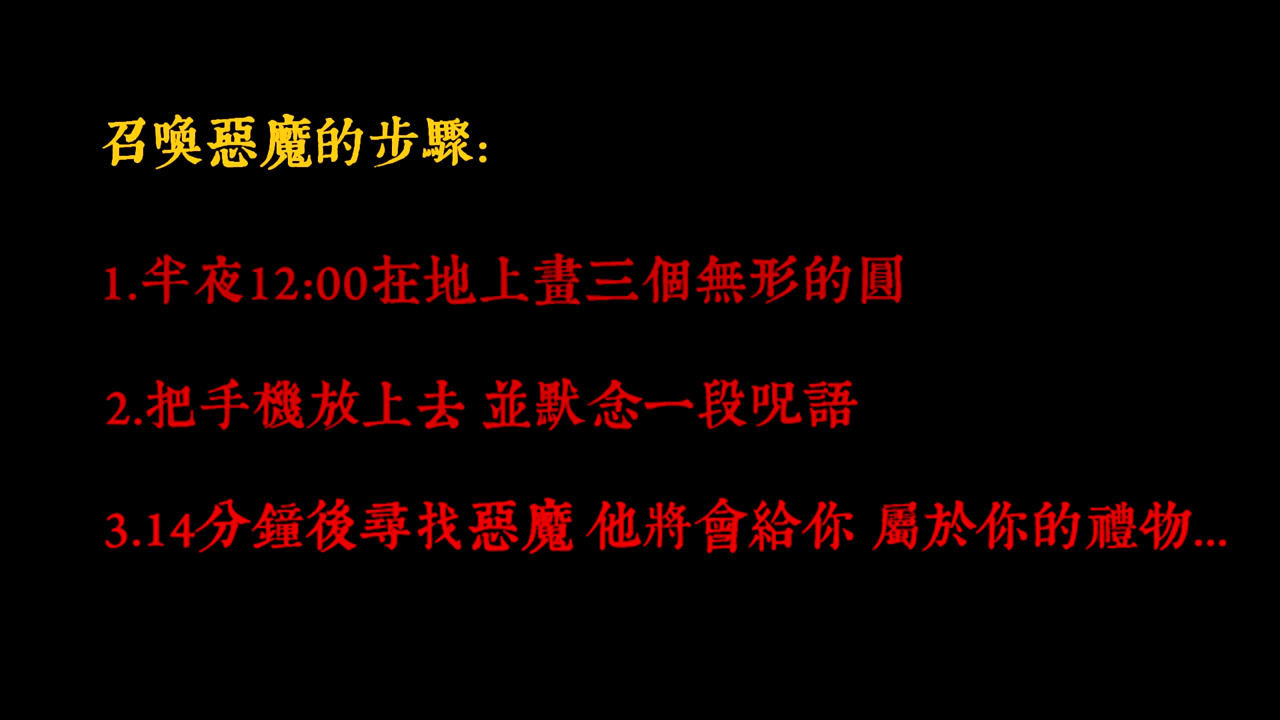 召喚惡魔的步驟:
1.半夜12:00在地上畫三個無形的圓
2.把手機放上去 並默念一段呪語
3.14分鐘後尋找惡魔 他將會給你 屬於你的禮物...